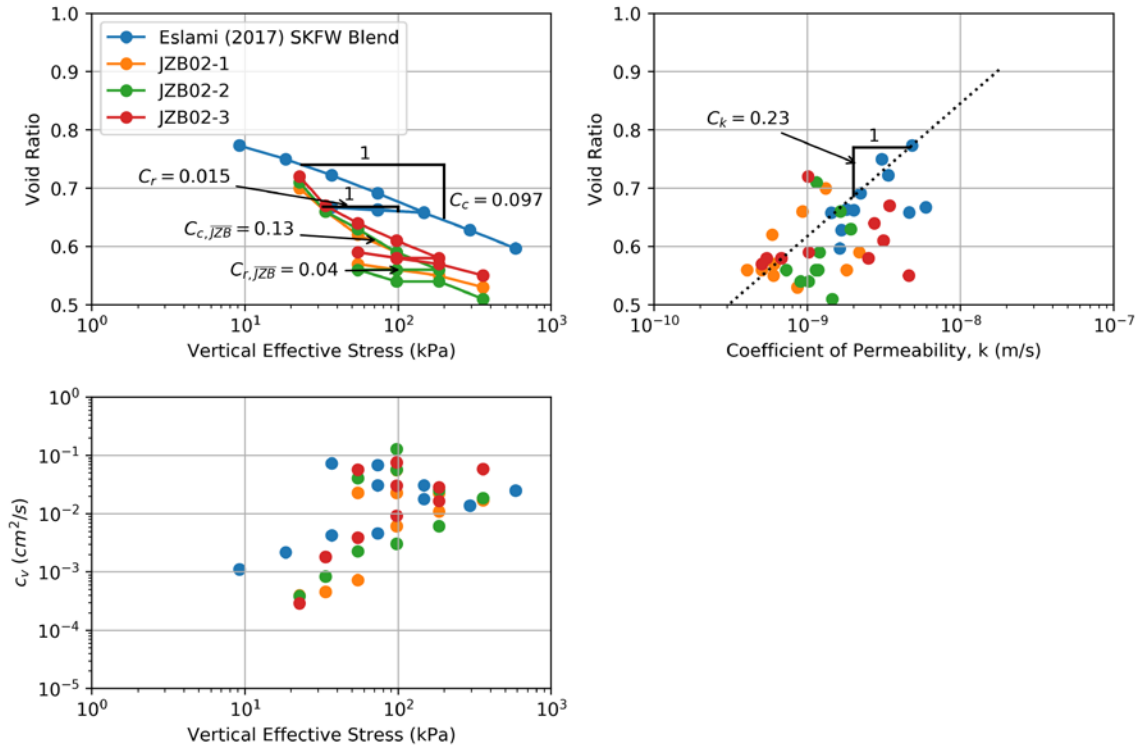 1.0
0.9
0.8
0.7
0.6
0.5
Void Ratio
Eslami (2017) SKFW Blend
JZB02-1
JZB02-2
JZB02-3
1
C_r = 0.015
1
C_c = 0.097
C_{c,\overline{JZB}} = 0.13
C_{r,\overline{JZB}} = 0.04
10^0 10^1 10^2 10^3
Vertical Effective Stress (kPa)
1.0
0.9
0.8
0.7
0.6
0.5
Void Ratio
C_k = 0.23
1
10^{-10} 10^{-9} 10^{-8} 10^{-7}
Coefficient of Permeability, k (m/s)
10^0
10^{-1}
10^{-2}
10^{-3}
10^{-4}
10^{-5}
c_v (cm^2/s)
10^0 10^1 10^2 10^3
Vertical Effective Stress (kPa)